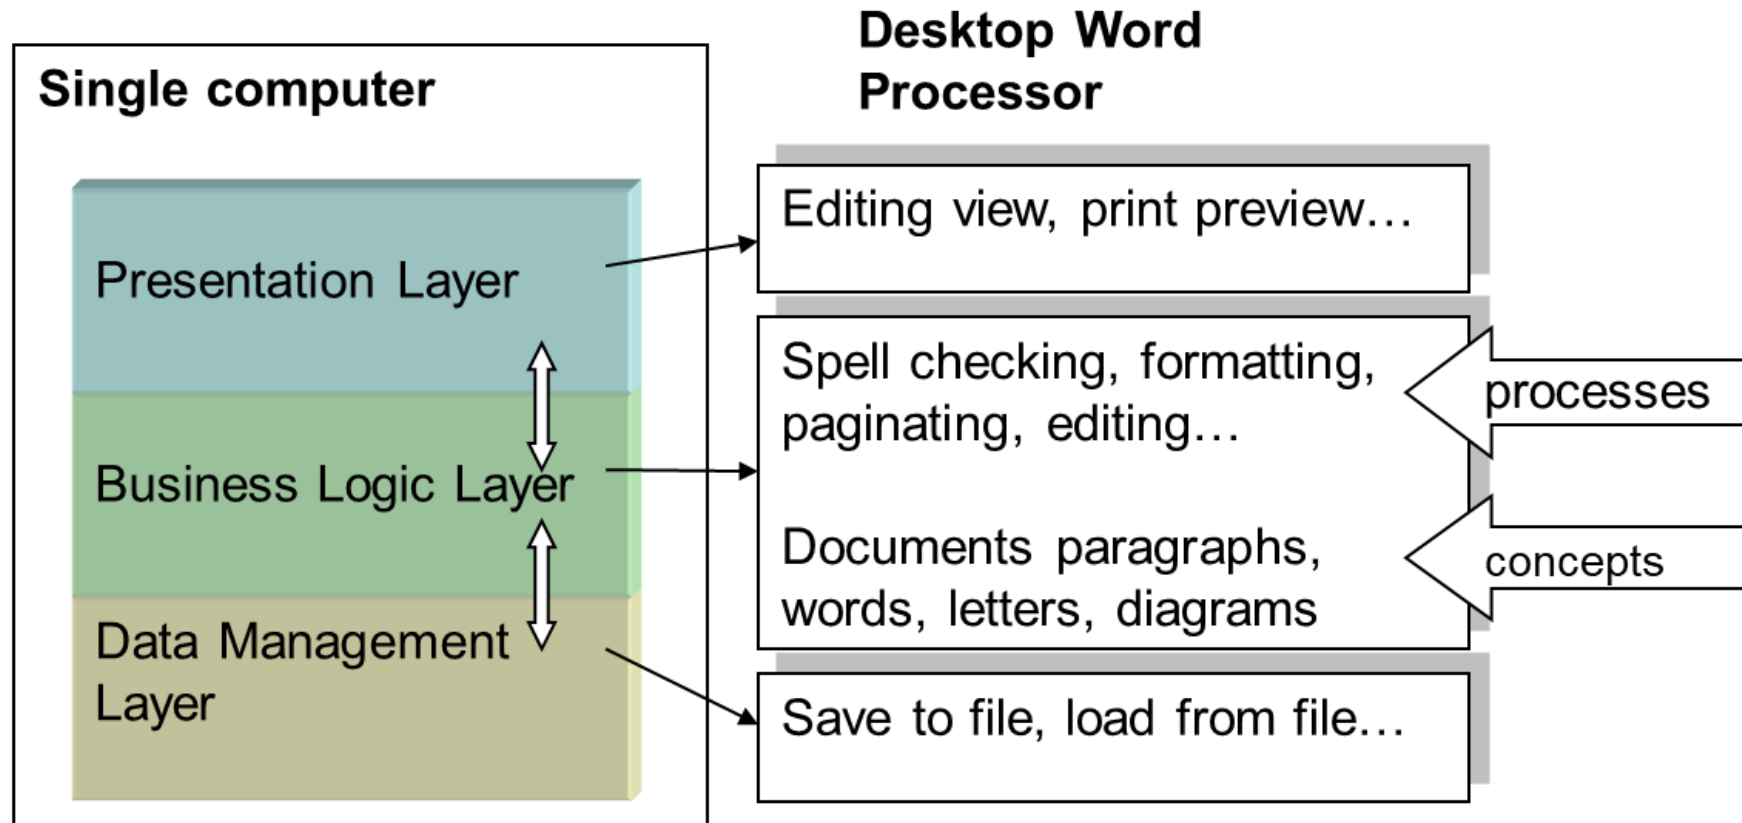 Desktop Word
Processor
Single computer
Presentation Layer
Business Logic Layer
Data Management
Layer
Editing view, print preview…
Spell checking, formatting,
paginating, editing…
Documents paragraphs,
words, letters, diagrams
Save to file, load from file…
processes
concepts